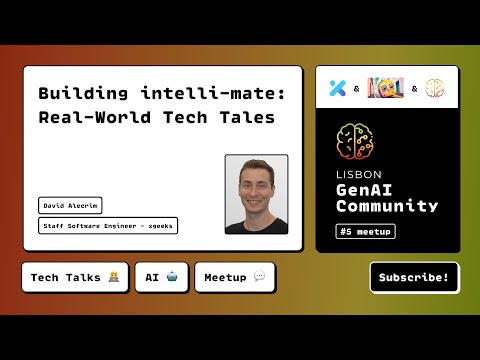 Building intelli-mate:
Real-World Tech Tales
David Alecrim
Staff Software Engineer - xgeeks
& &
LISBON
GenAI
Community
#5 meetup
Tech Talks
AI
Meetup
Subscribe!